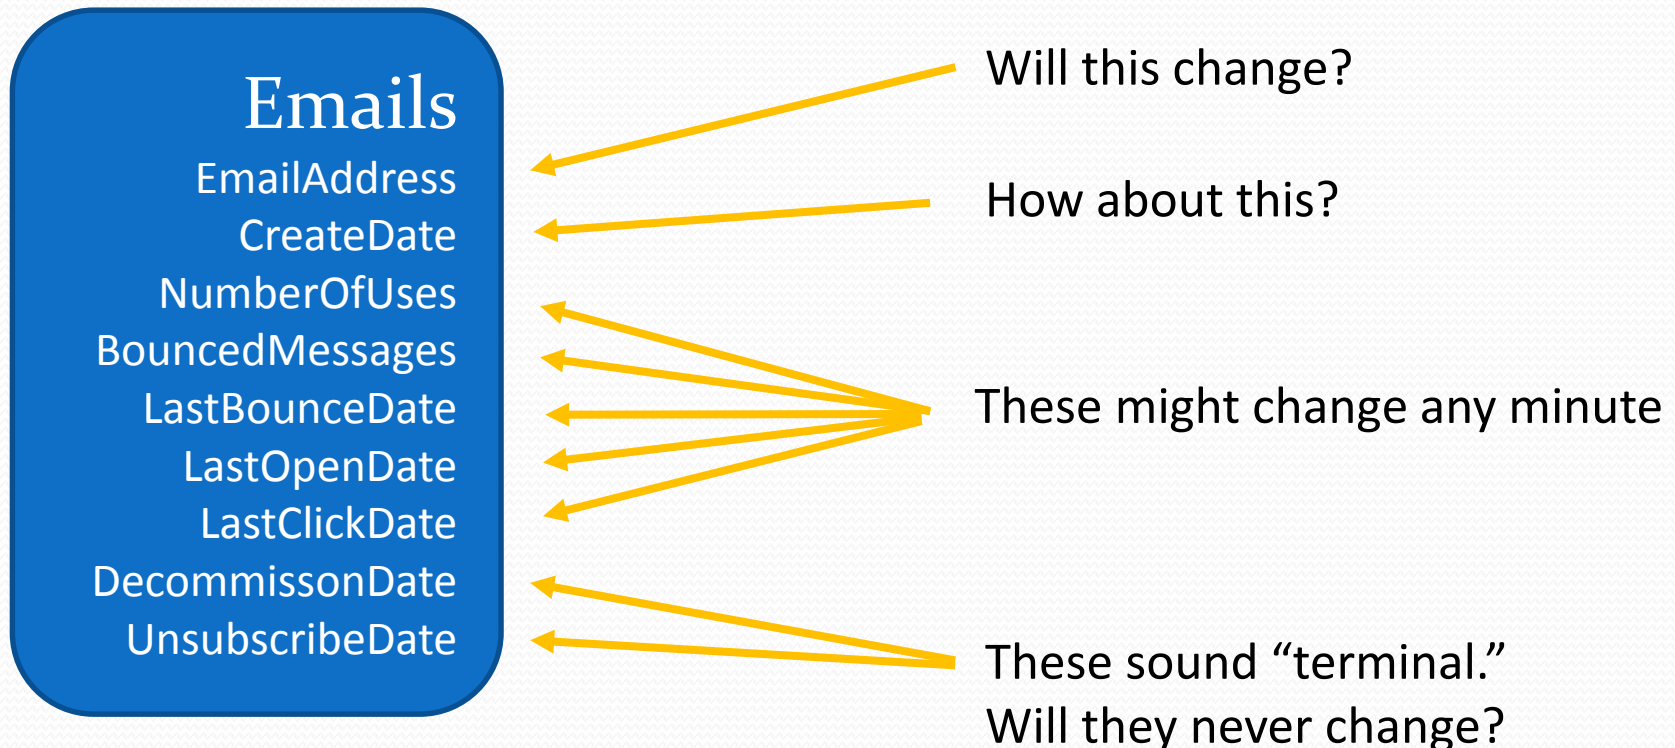 Emails
EmailAddress
CreateDate
NumberOfUses
BouncedMessages
LastBounceDate
LastOpenDate
LastClickDate
DecommissonDate
UnsubscribeDate
Will this change?
How about this?
These might change any minute
These sound “terminal.”
Will they never change?